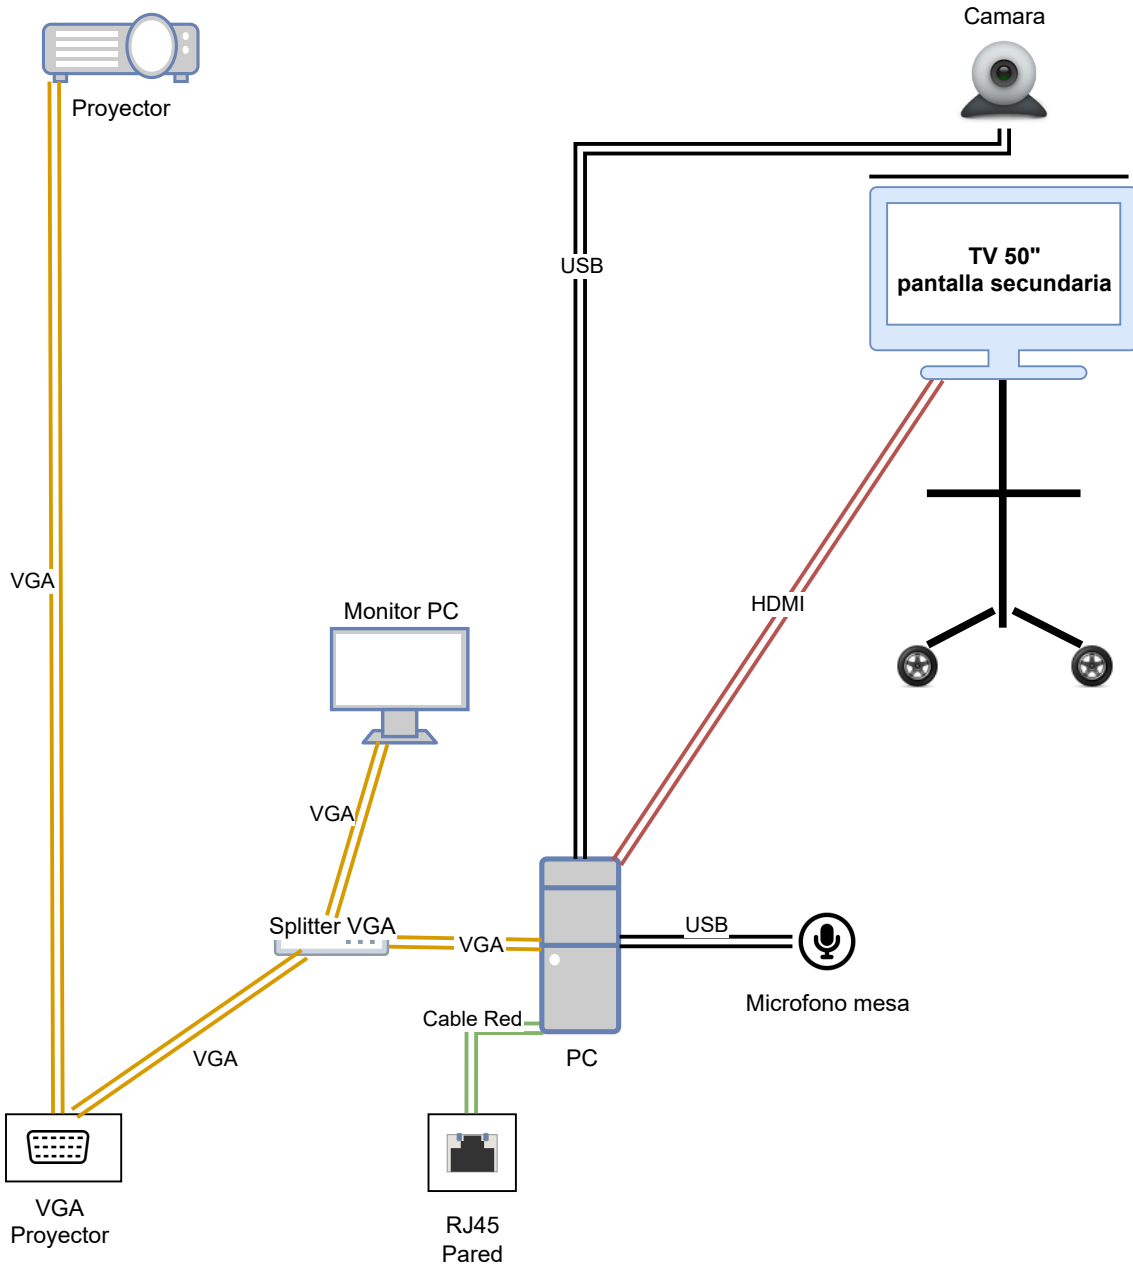 Camara
Proyector
TV 50"
pantalla secundaria
USB
VGA
HDMI
Monitor PC
VGA
Splitter VGA
VGA
USB
Microfono mesa
Cable Red
PC
VGA
VGA
Proyector
RJ45
Pared